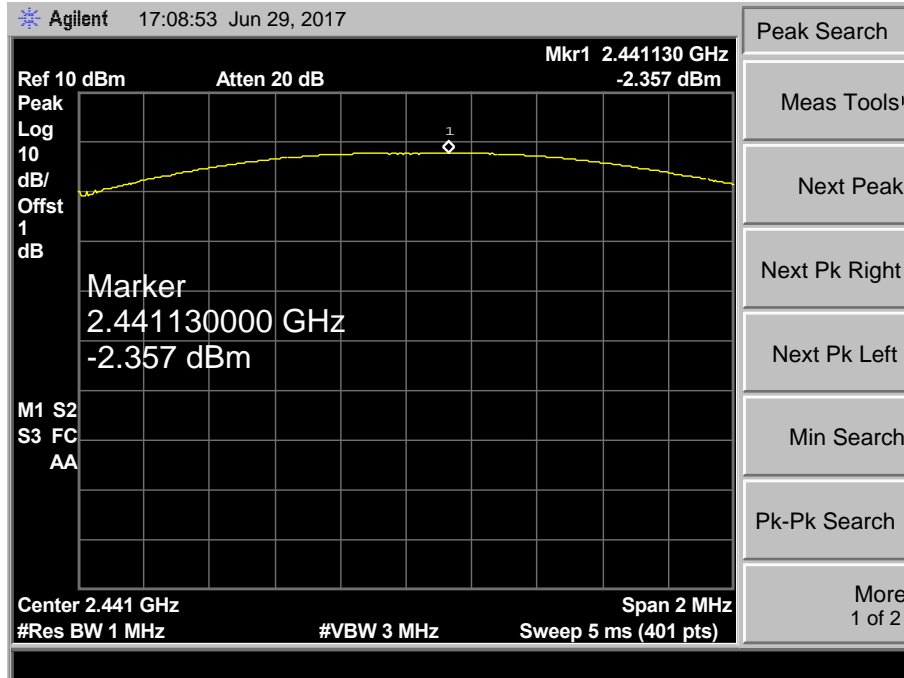 Agilent 17:08:53 Jun 29, 2017
Peak Search
Mkr1 2.441130 GHz
Ref 10 dBm Atten 20 dB -2.357 dBm
Peak
Log
10
dB/
Offst
1
dB
1
Marker
2.441130000 GHz
-2.357 dBm
M1 S2
S3 FC
AA
Center 2.441 GHz Span 2 MHz
#Res BW 1 MHz #VBW 3 MHz Sweep 5 ms (401 pts)
Meas Tools
Next Peak
Next Pk Right
Next Pk Left
Min Search
Pk-Pk Search
More
1 of 2